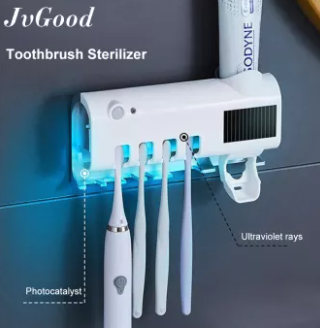 JvGood
Toothbrush Sterilizer
Ultraviolet rays
Photocatalyst